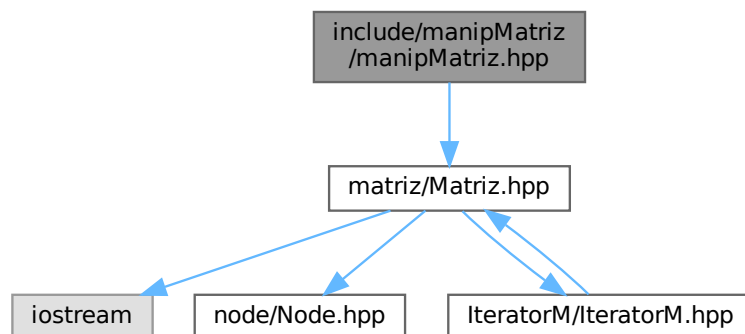 include/manipMatriz
/manipMatriz.hpp
matriz/Matriz.hpp
iostream
node/Node.hpp
IteratorM/IteratorM.hpp